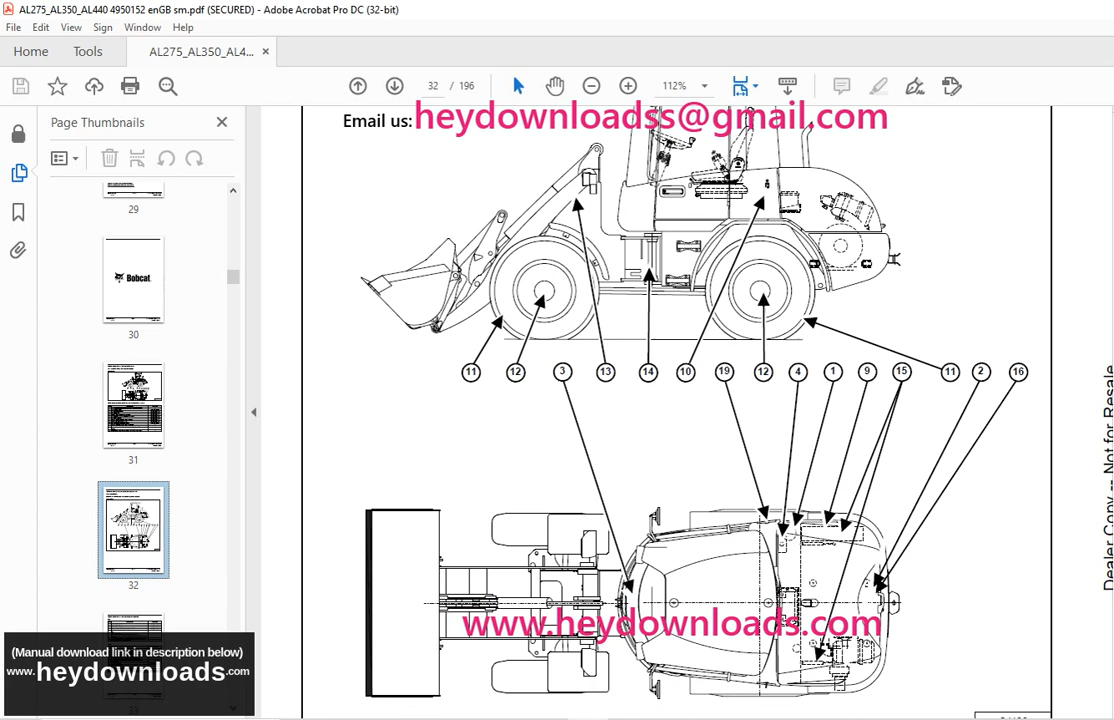 AL275_AL350_AL440 4950152 enGB sm.pdf (SECURED) - Adobe Acrobat Pro DC (32-bit)
File Edit View Sign Window Help
Home Tools AL275_AL350_AL4... ×
32 / 196 112%
Page Thumbnails
29
Bobcat
30
31
32
33
Email us: heydownloadss@gmail.com
11 12 3 13 14 10 19 12 4 1 9 15 11 2 16
www.heydownloads.com
Dealer Copy -- Not for Resale
(Manual download link in description below)
www.heydownloads.com